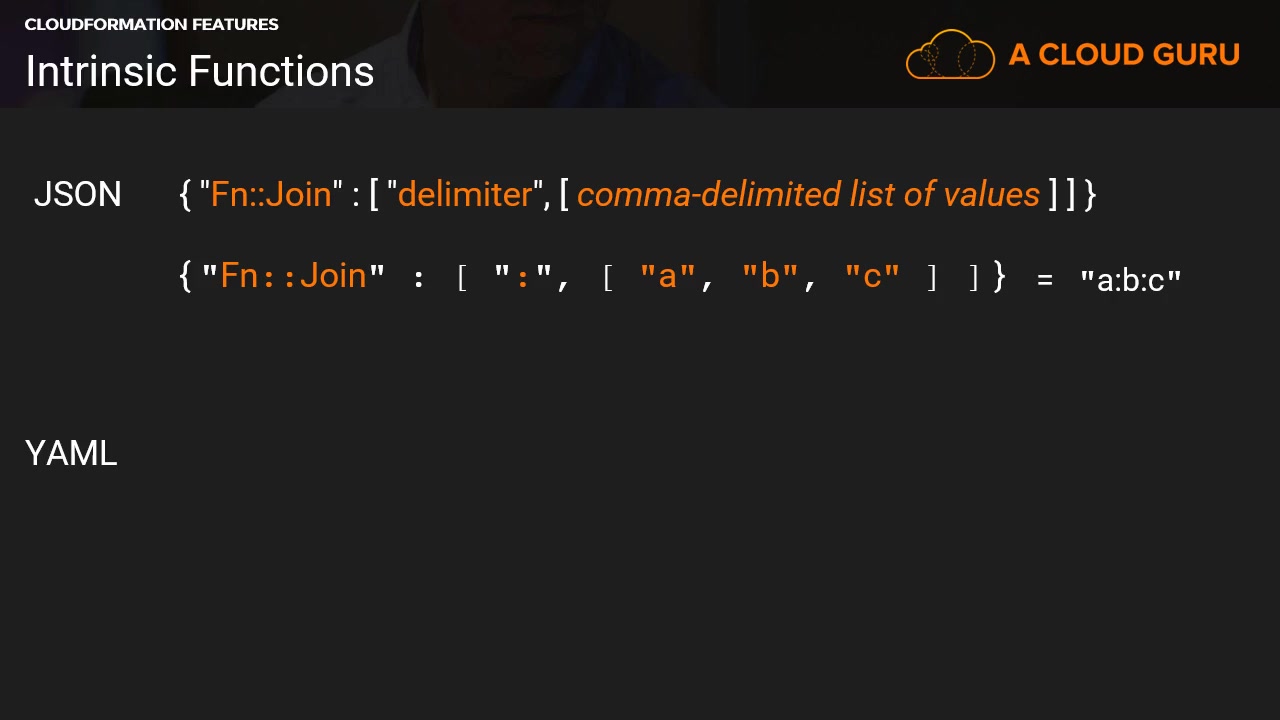 CLOUDFORMATION FEATURES
Intrinsic Functions
A CLOUD GURU
JSON { "Fn::Join" : [ "delimiter", [ comma-delimited list of values ] ] }
{ "Fn::Join" : [ ":", [ "a", "b", "c" ] ] } = "a:b:c"
YAML